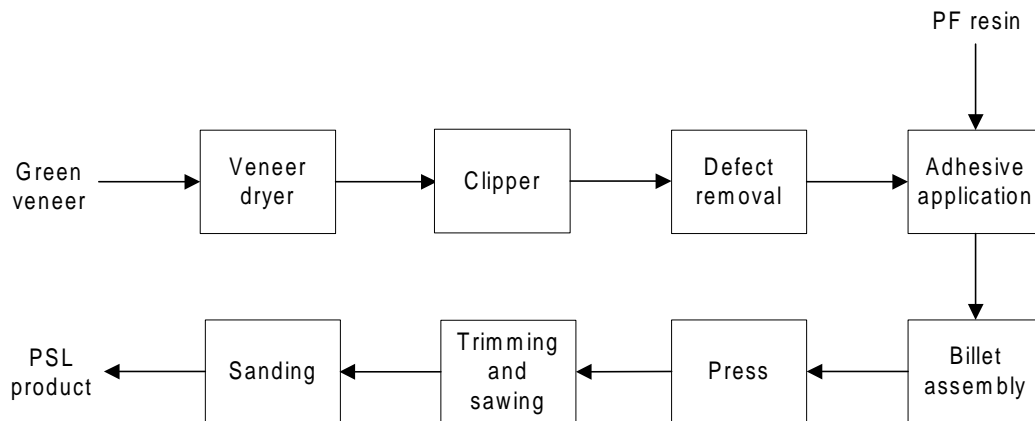 PF resin
Green
veneer
Veneer
dryer
Clipper
Defect
removal
Adhesive
application
PSL
product
Sanding
Trimming
and
sawing
Press
Billet
assembly